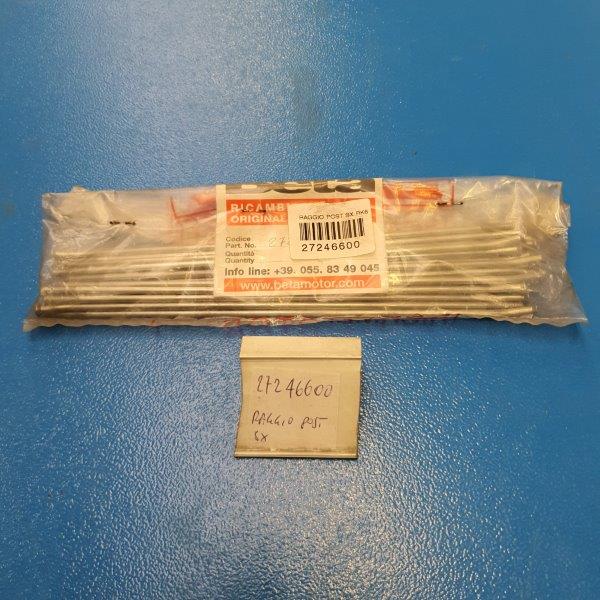 Beta
RICAMBI
ORIGINAL
RAGGIO POST SX RK6
27246600
Codice
Part. No.
Quantità
Quantity
Info line: +39. 055. 83 49 045
www.betamotor.com
27246600
RAGGIO POST
SX